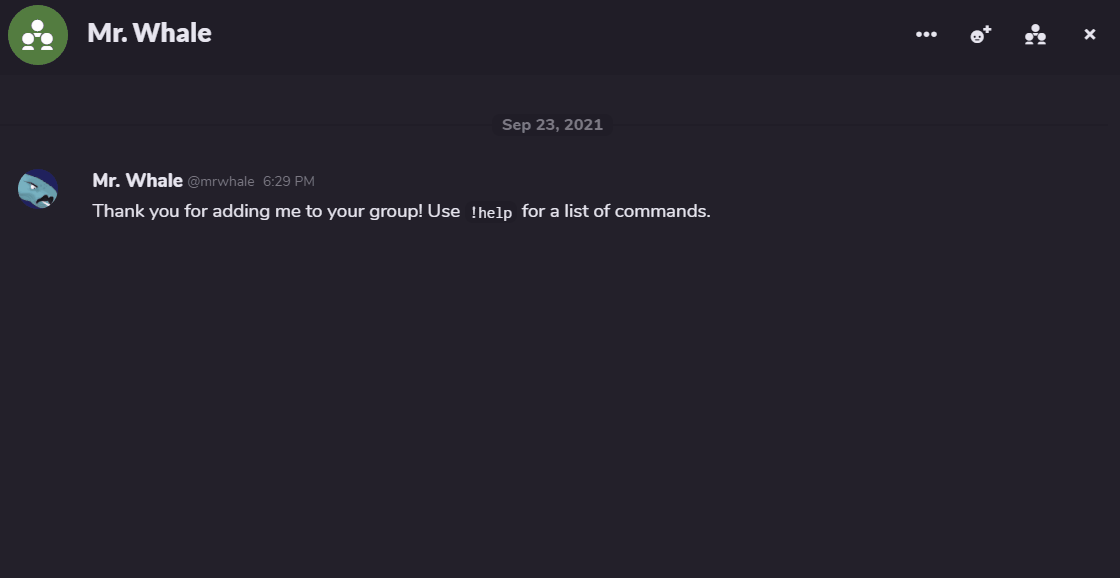 Mr. Whale
Sep 23, 2021
Mr. Whale @mrwhale 6:29 PM
Thank you for adding me to your group! Use !help for a list of commands.